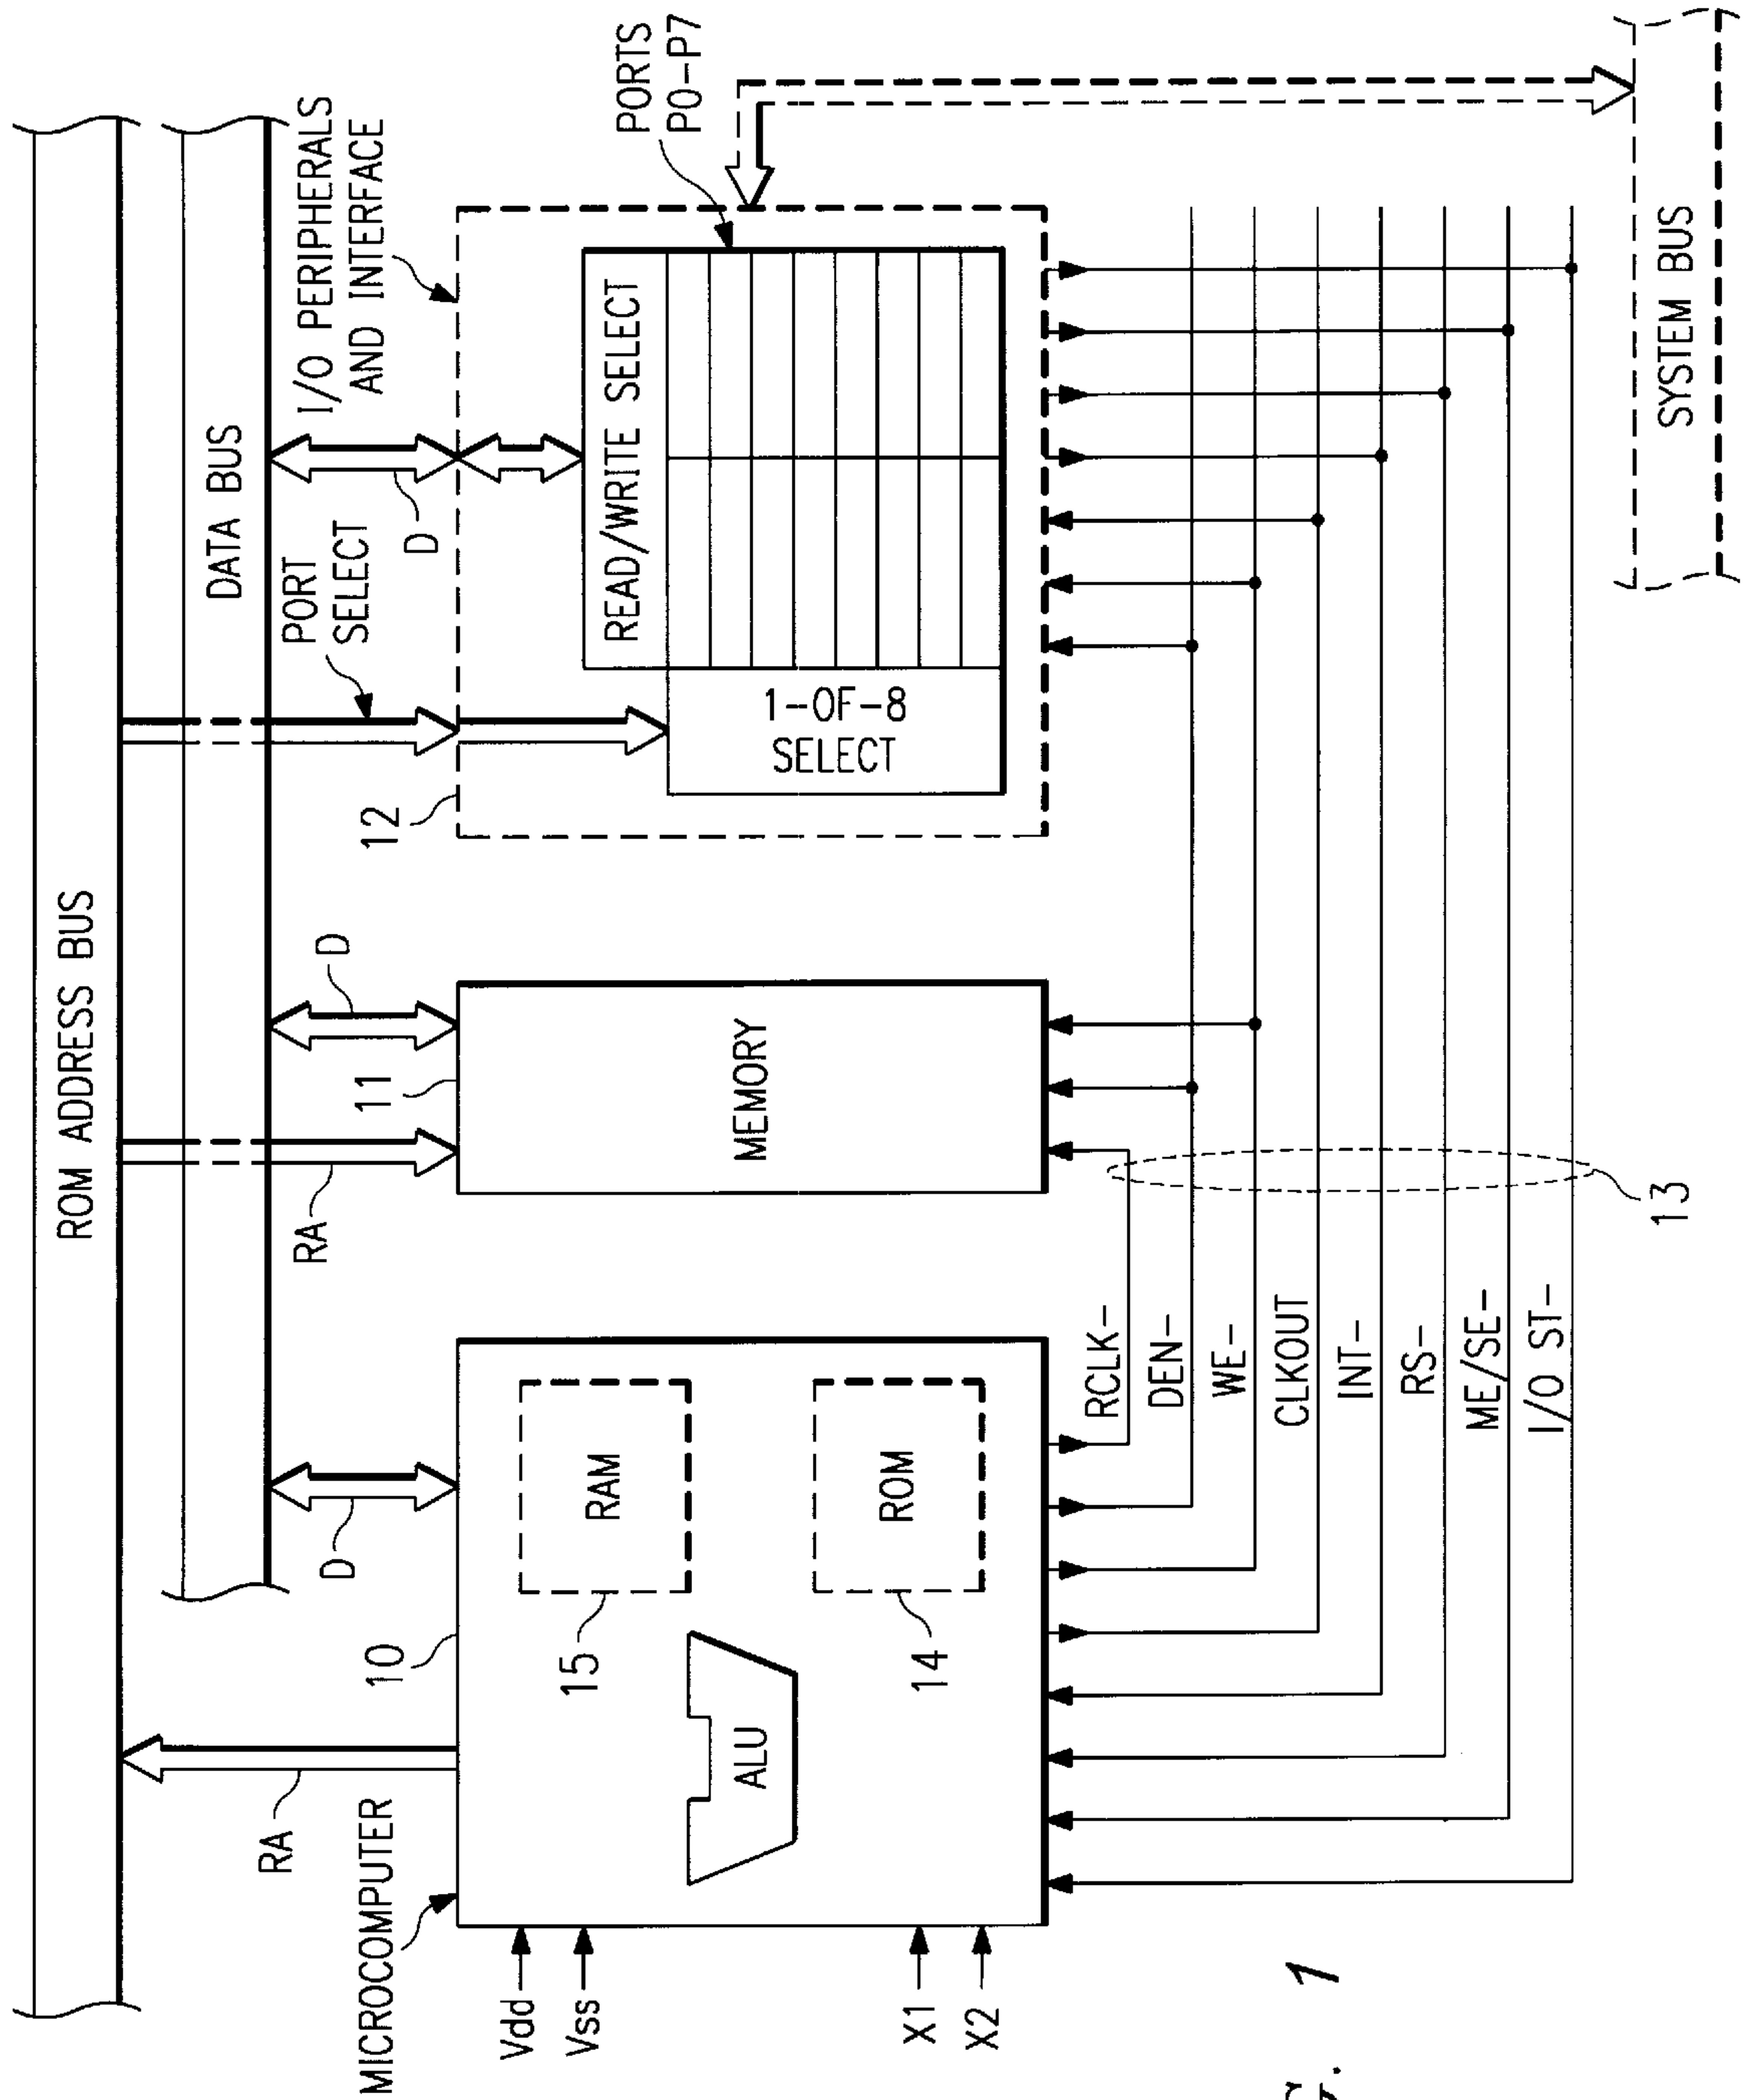 ROM ADDRESS BUS
DATA BUS
RA
D
RA
D
PORT
SELECT
D
I/O PERIPHERALS
AND INTERFACE
MICROCOMPUTER
10
11
12
Vdd
Vss
X1
X2
ALU
15
RAM
14
ROM
MEMORY
READ/WRITE SELECT
1-OF-8
SELECT
PORTS
P0-P7
RCLK-
DEN-
WE-
CLKOUT
INT-
RS-
ME/SE-
I/O ST-
13
SYSTEM BUS
G. 1